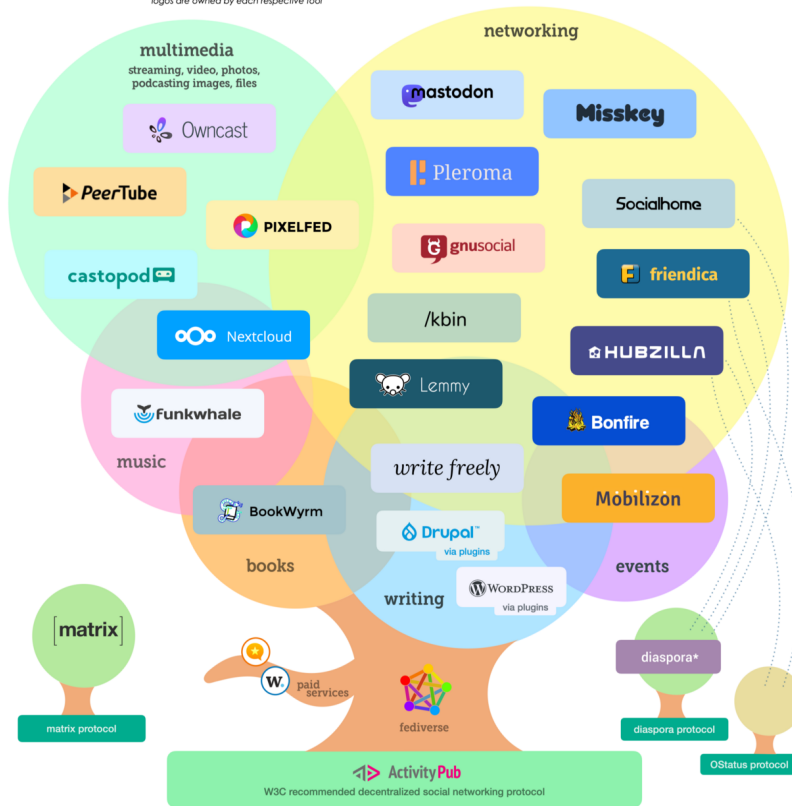 logos are owned by each respective tool
networking
multimedia
streaming, video, photos,
podcasting images, files
mastodon
Misskey
Owncast
Pleroma
PeerTube
Socialhome
PIXELFED
gnusocial
castopod
friendica
/kbin
Nextcloud
HUBZILLA
Lemmy
funkwhale
Bonfire
music
write freely
Mobilizon
BookWyrm
Drupal™
via plugins
books
events
WORDPRESS
via plugins
writing
[matrix]
diaspora*
W.
paid
services
matrix protocol
fediverse
diaspora protocol
OStatus protocol
ActivityPub
W3C recommended decentralized social networking protocol